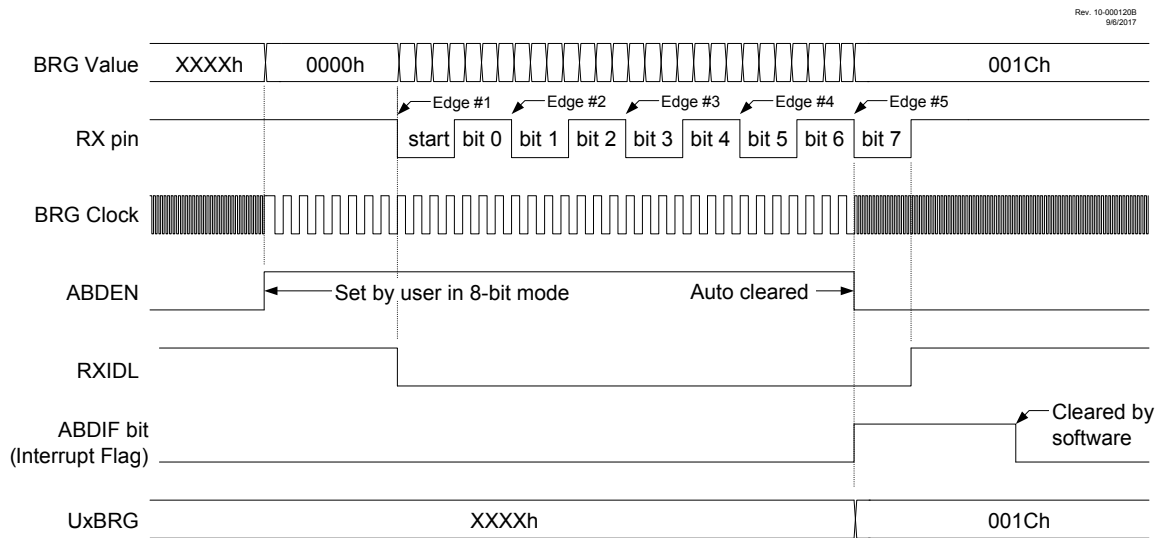 Rev. 10-000120B
9/6/2017
BRG Value XXXXh 0000h 001Ch
Edge #1 Edge #2 Edge #3 Edge #4 Edge #5
RX pin start bit 0 bit 1 bit 2 bit 3 bit 4 bit 5 bit 6 bit 7
BRG Clock
ABDEN Set by user in 8-bit mode Auto cleared
RXIDL
ABDIF bit
(Interrupt Flag)
Cleared by
software
UxBRG XXXXh 001Ch